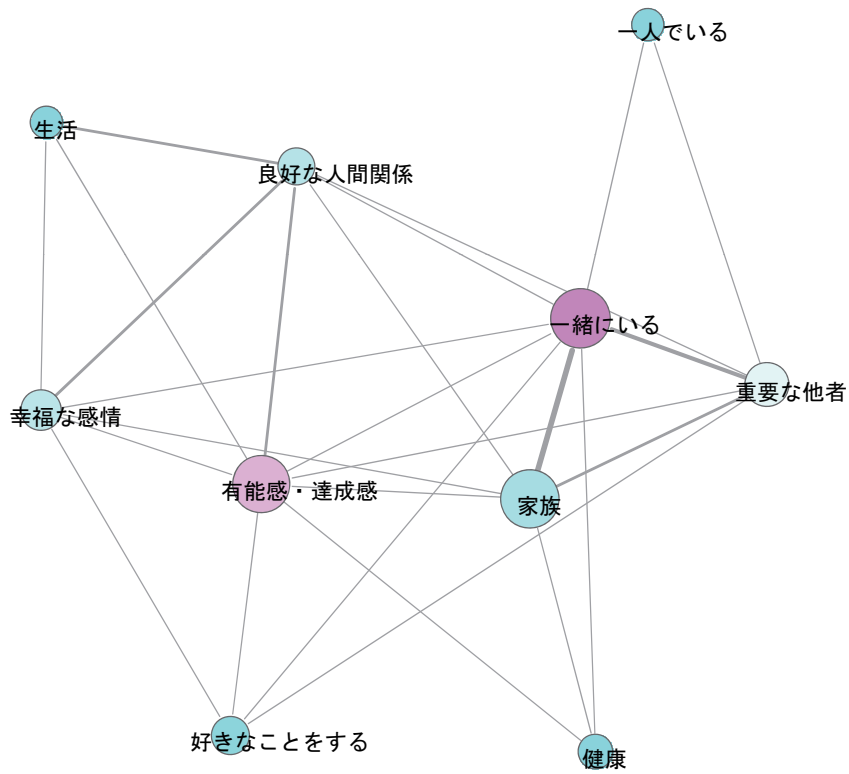 一人でいる
生活
良好な人間関係
一緒にいる
重要な他者
幸福な感情
有能感・達成感
家族
好きなことをする
健康